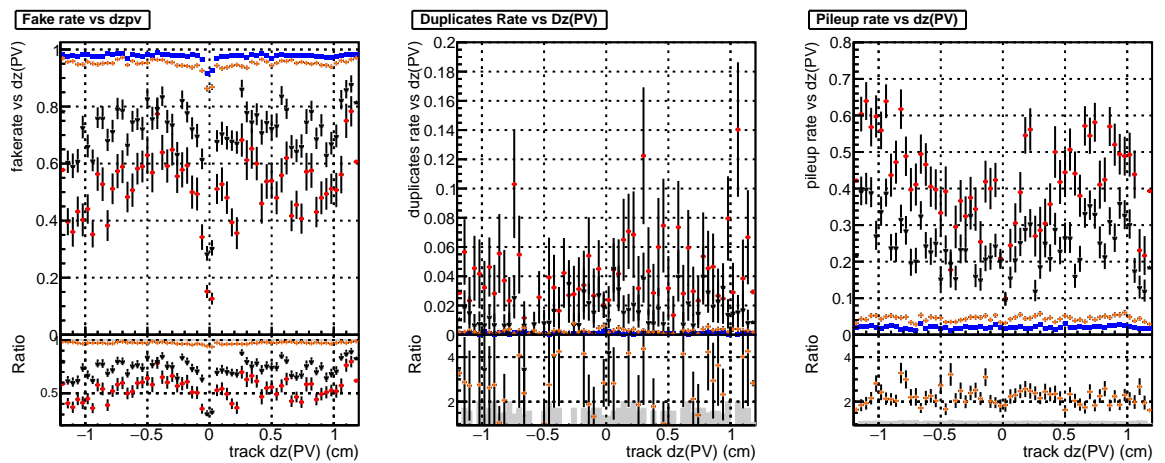 Fake rate vs dzpv
fakerate vs dz(PV)
1
0.8
0.6
0.4
0.2
0
Ratio
0.5
−1 −0.5 0 0.5 1
track dz(PV) (cm)
Duplicates Rate vs Dz(PV)
duplicates rate vs dz(PV)
0.2
0.18
0.16
0.14
0.12
0.1
0.08
0.06
0.04
0.02
0
Ratio
4
2
−1 −0.5 0 0.5 1
track dz(PV) (cm)
Pileup rate vs dz(PV)
pileup rate vs dz(PV)
0.8
0.7
0.6
0.5
0.4
0.3
0.2
0.1
0
Ratio
4
2
−1 −0.5 0 0.5 1
track dz(PV) (cm)